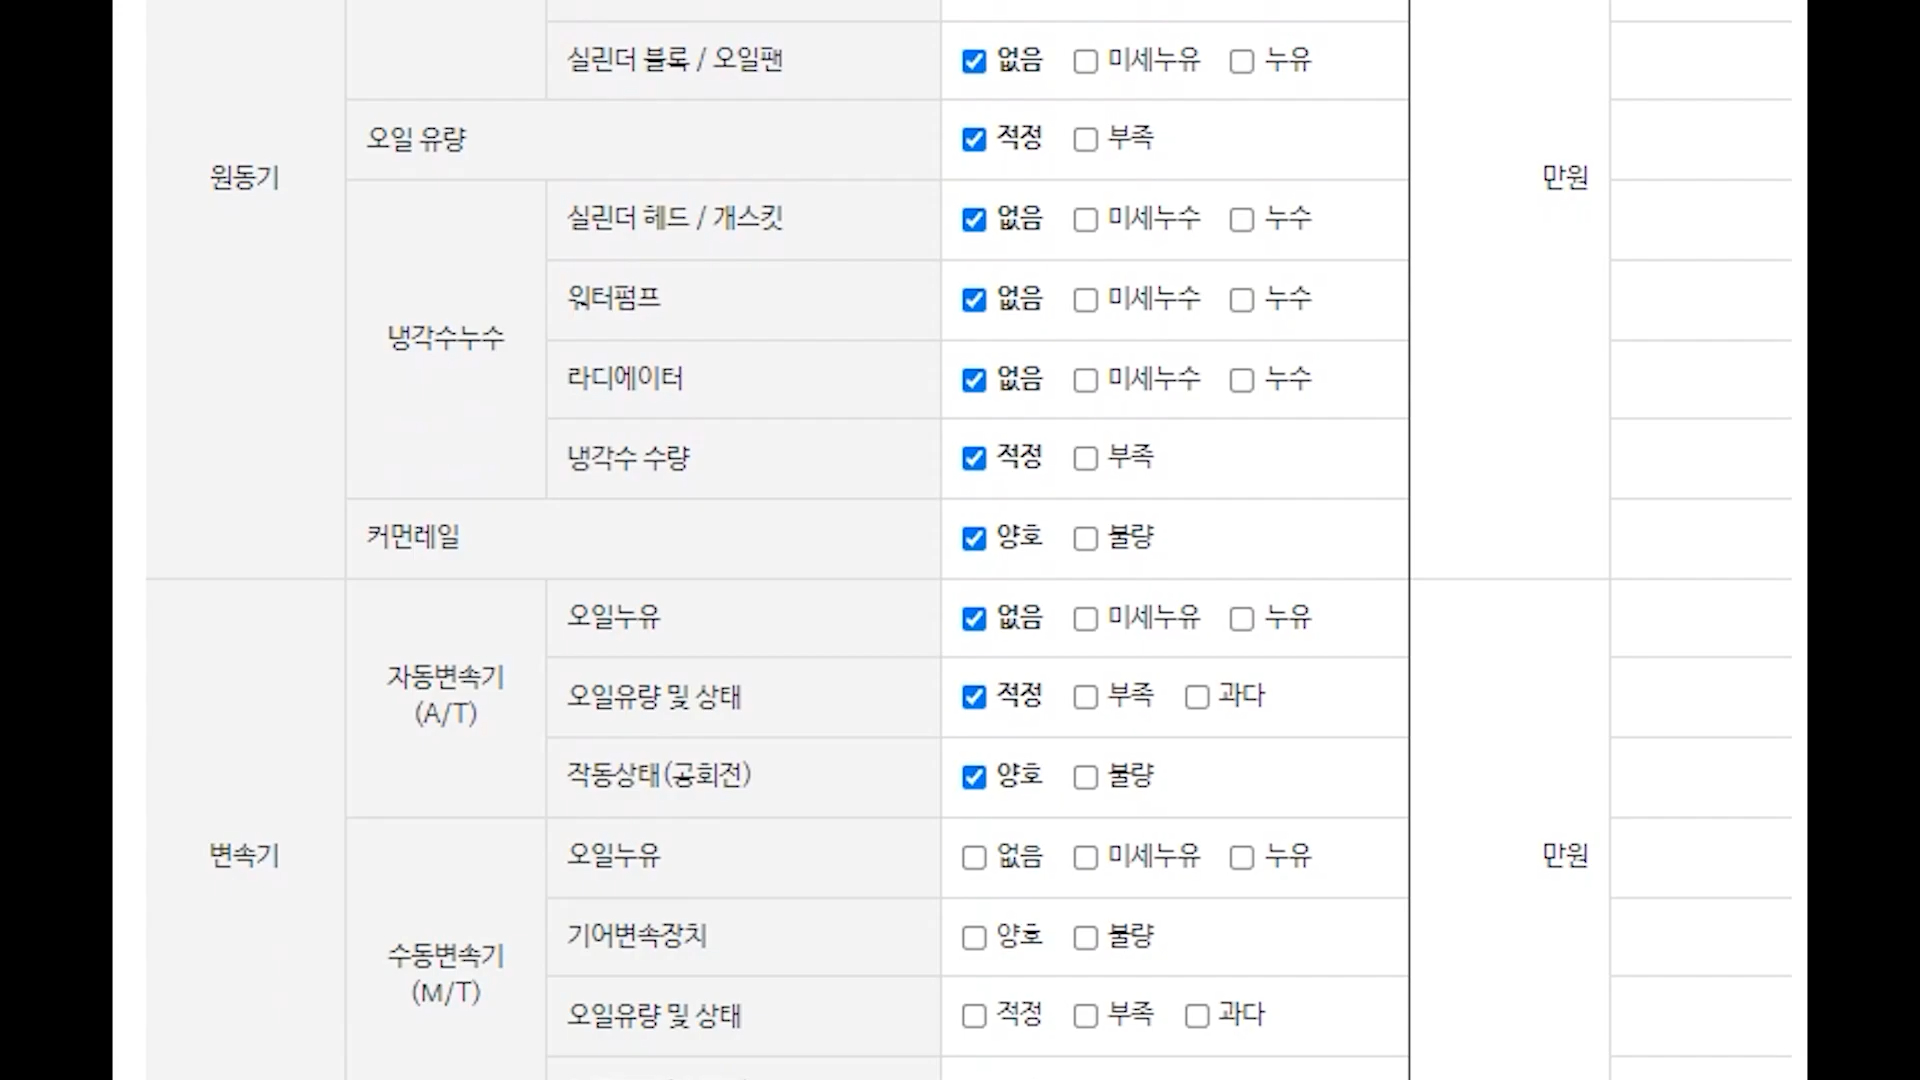 실린더 블록 / 오일팬 없음 미세누유 누유
오일 유량 적정 부족
원동기 만원
실린더 헤드 / 개스킷 없음 미세누수 누수
워터펌프 없음 미세누수 누수
냉각수누수
라디에이터 없음 미세누수 누수
냉각수 수량 적정 부족
커먼레일 양호 불량
오일누유 없음 미세누유 누유
자동변속기
(A/T)
오일유량 및 상태 적정 부족 과다
작동상태(공회전) 양호 불량
변속기 만원
오일누유 없음 미세누유 누유
기어변속장치 양호 불량
수동변속기
(M/T)
오일유량 및 상태 적정 부족 과다